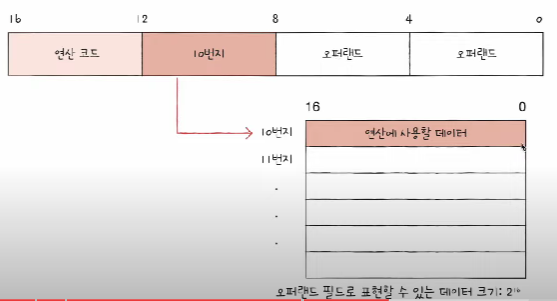 16 12 8 4 0
연산 코드 10번지 오퍼랜드 오퍼랜드
16 0
10번지 연산에 사용할 데이터
11번지
오퍼랜드 필드로 표현할 수 있는 데이터 크기: 2¹⁶